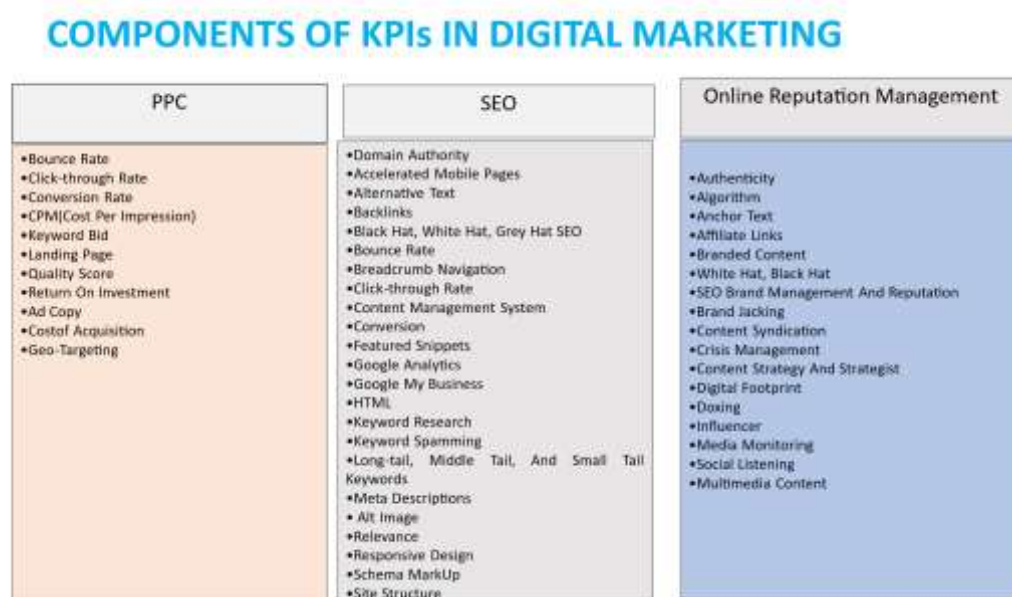 COMPONENTS OF KPIs IN DIGITAL MARKETING
PPC
•Bounce Rate
•Click-through Rate
•Conversion Rate
•CPM(Cost Per Impression)
•Keyword Bid
•Landing Page
•Quality Score
•Return On Investment
•Ad Copy
•Costof Acquisition
•Geo-Targeting
SEO
•Domain Authority
•Accelerated Mobile Pages
•Alternative Text
•Backlinks
•Black Hat, White Hat, Grey Hat SEO
•Bounce Rate
•Breadcrumb Navigation
•Click-through Rate
•Content Management System
•Conversion
•Featured Snippets
•Google Analytics
•Google My Business
•HTML
•Keyword Research
•Keyword Spamming
•Long-tail, Middle Tail, And Small Tail
Keywords
•Meta Descriptions
• Alt Image
•Relevance
•Responsive Design
•Schema MarkUp
•Site Structure
Online Reputation Management
•Authenticity
•Algorithm
•Anchor Text
•Affiliate Links
•Branded Content
•White Hat, Black Hat
•SEO Brand Management And Reputation
•Brand Jacking
•Content Syndication
•Crisis Management
•Content Strategy And Strategist
•Digital Footprint
•Doxing
•Influencer
•Media Monitoring
•Social Listening
•Multimedia Content